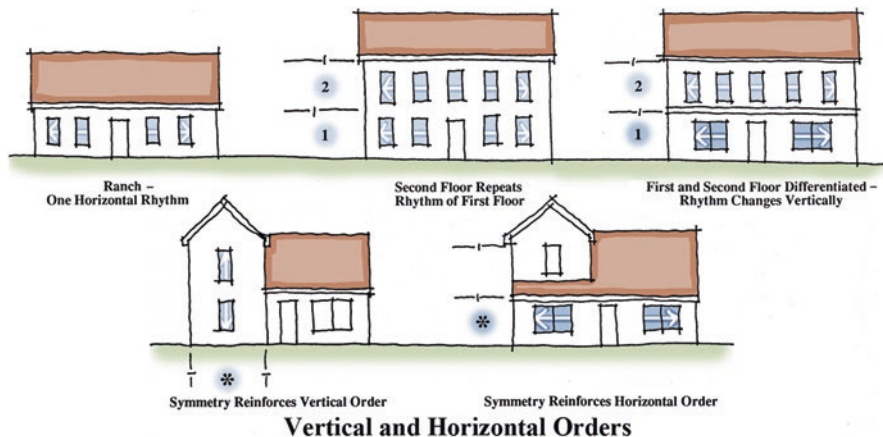 2
1
2
1
Ranch –
One Horizontal Rhythm
Second Floor Repeats
Rhythm of First Floor
First and Second Floor Differentiated –
Rhythm Changes Vertically
*
*
Symmetry Reinforces Vertical Order
Symmetry Reinforces Horizontal Order
Vertical and Horizontal Orders